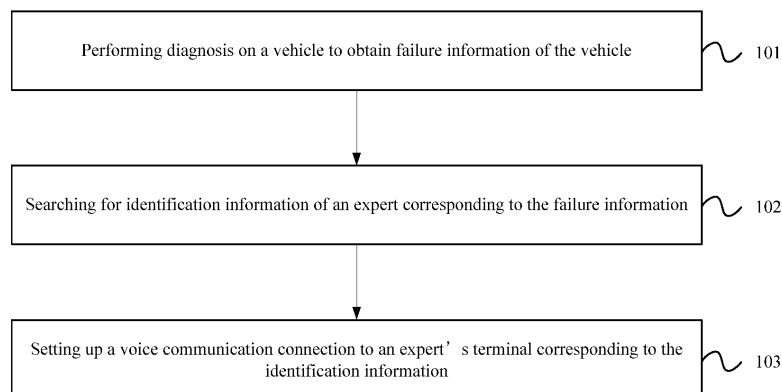 Performing diagnosis on a vehicle to obtain failure information of the vehicle
101
Searching for identification information of an expert corresponding to the failure information
102
Setting up a voice communication connection to an expert’ s terminal corresponding to the
identification information
103